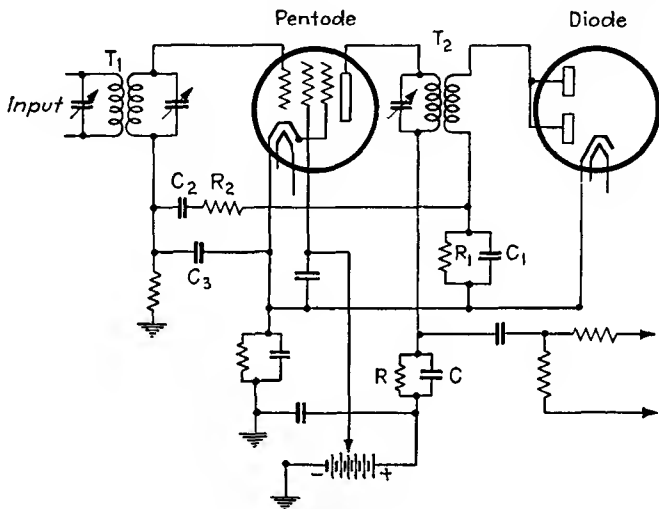 Pentode
Diode
T1
T2
Input
C2 R2
C3
R1 C1
R C
- +